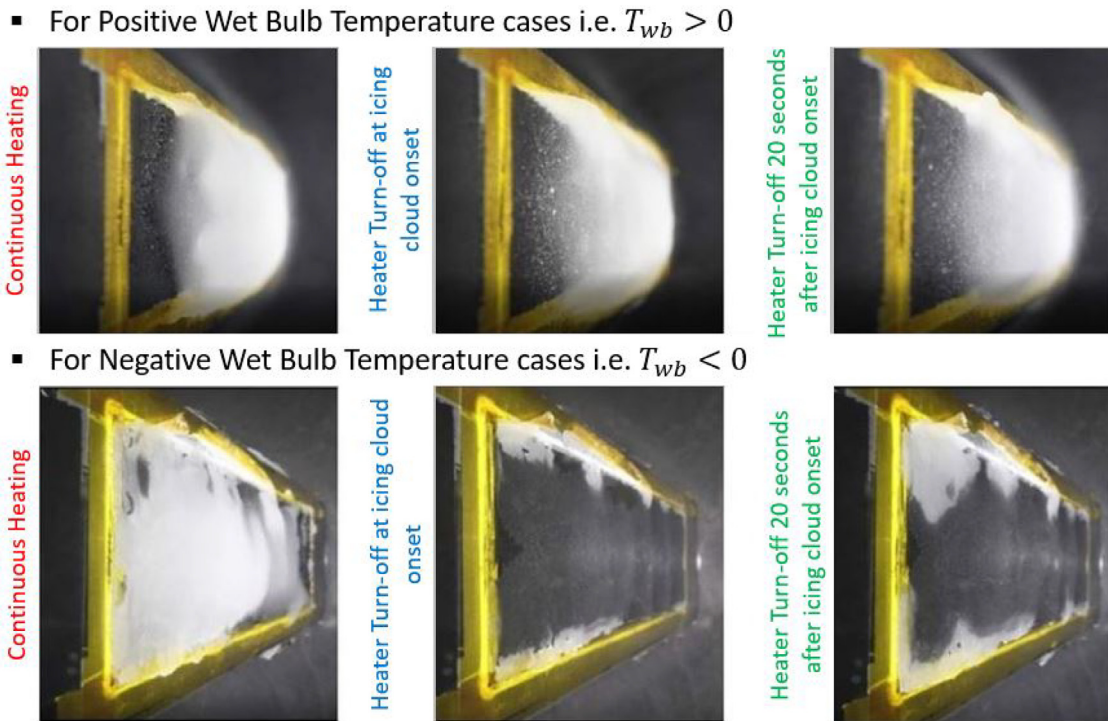 ▪ For Positive Wet Bulb Temperature cases i.e. T_wb > 0
Continuous Heating
Heater Turn-off at icing
cloud onset
Heater Turn-off 20 seconds
after icing cloud onset
▪ For Negative Wet Bulb Temperature cases i.e. T_wb < 0
Continuous Heating
Heater Turn-off at icing cloud
onset
Heater Turn-off 20 seconds
after icing cloud onset